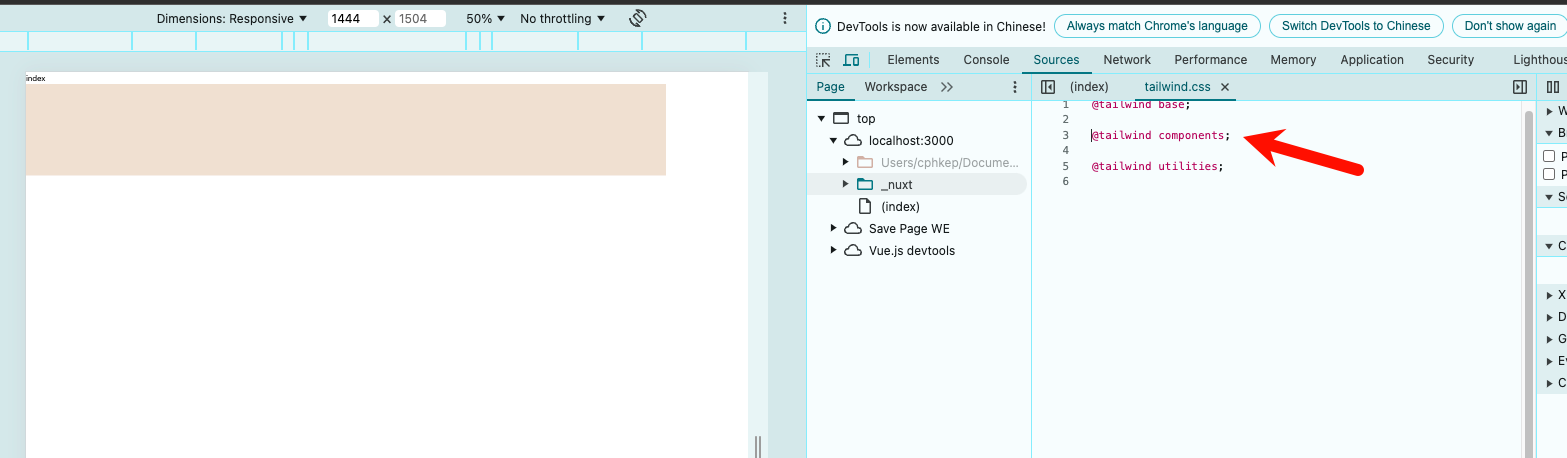 Dimensions: Responsive 1444 × 1504 50% No throttling
index
DevTools is now available in Chinese! Always match Chrome's language Switch DevTools to Chinese Don't show again
Elements Console Sources Network Performance Memory Application Security
Page Workspace
(index) tailwind.css
top
localhost:3000
Users/cphkep/Docume...
_nuxt
(index)
Save Page WE
Vue.js devtools
1 @tailwind base;
2
3 @tailwind components;
4
5 @tailwind utilities;
6